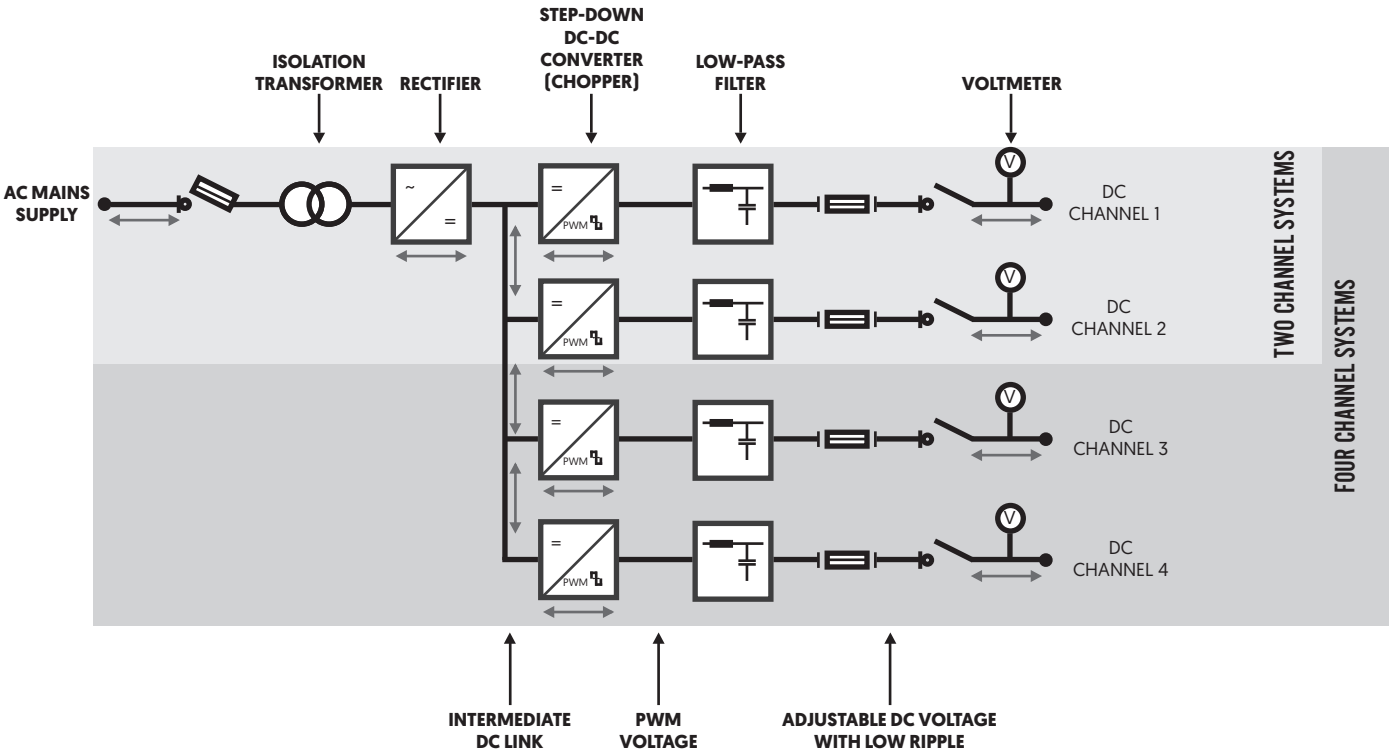 STEP-DOWN
DC-DC
CONVERTER
(CHOPPER)
ISOLATION
TRANSFORMER
RECTIFIER
LOW-PASS
FILTER
VOLTMETER
AC MAINS
SUPPLY
~
=
=
PWM
V
DC
CHANNEL 1
=
PWM
V
DC
CHANNEL 2
=
PWM
V
DC
CHANNEL 3
=
PWM
V
DC
CHANNEL 4
TWO CHANNEL SYSTEMS
FOUR CHANNEL SYSTEMS
INTERMEDIATE
DC LINK
PWM
VOLTAGE
ADJUSTABLE DC VOLTAGE
WITH LOW RIPPLE